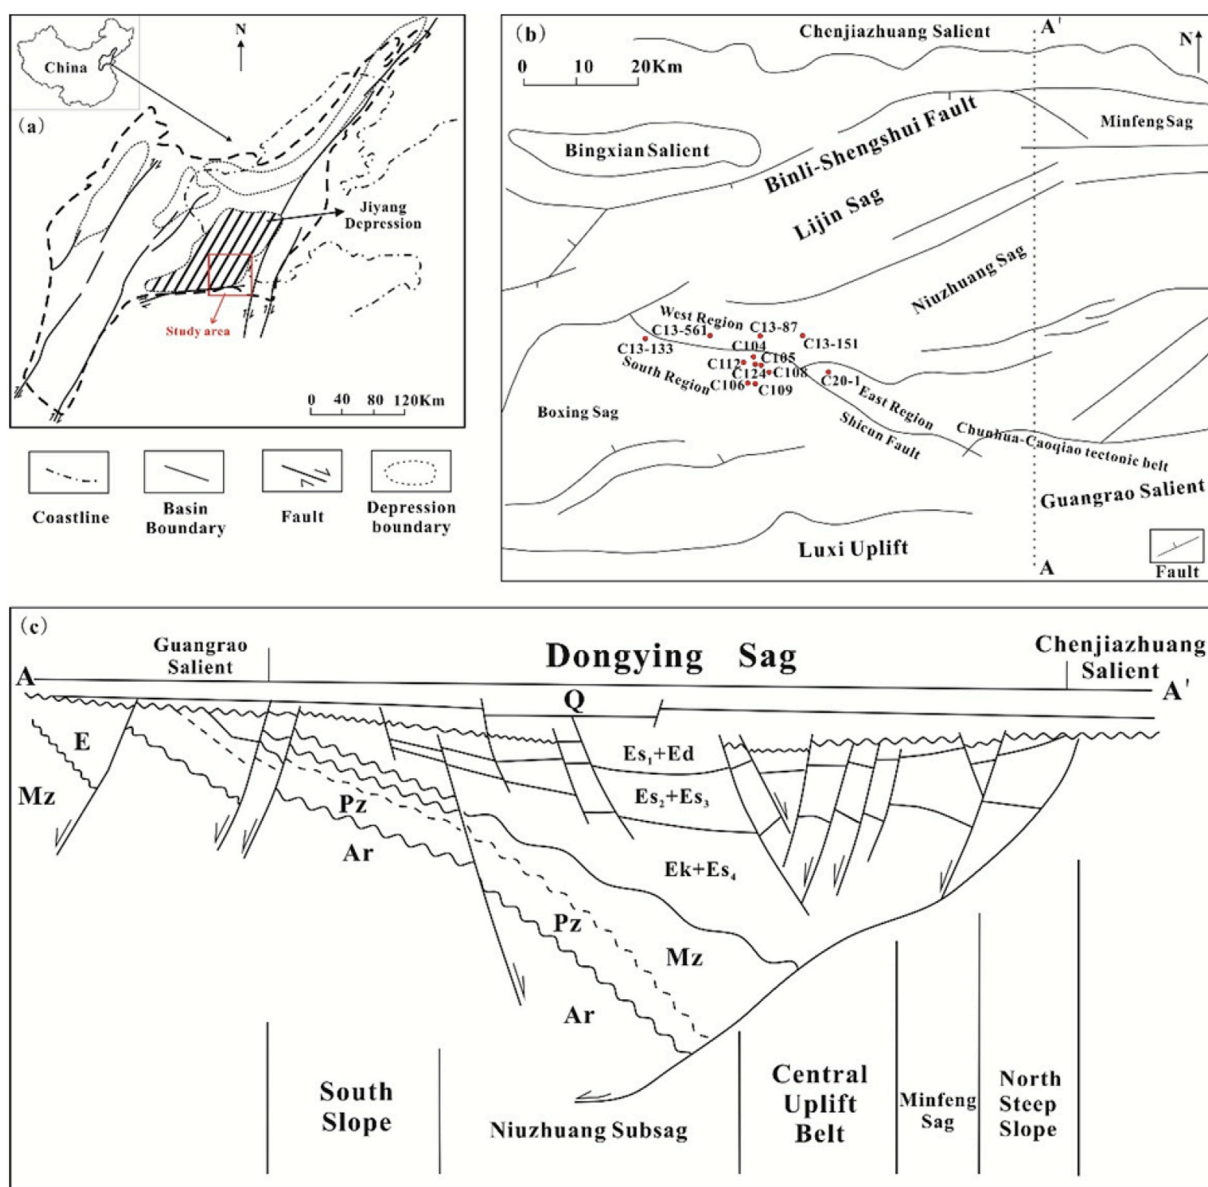 China
(a)
N
Jiyang
Depression
Study area
0 40 120Km
Coastline
Basin
Boundary
Fault
Depression
boundary
(b)
0 10 20Km
Chenjiazhuang Salient
A'
N
Bingxian Salient
Binli-Shengshui Fault
Minfeng Sag
Lijin Sag
Niuzhuang Sag
West Region
C13-561
C13-87
C13-133
C104
C13-151
C105
C112
South Region
C124
C108
C106
C109
C20-1
East Region
Boxing Sag
Shicun Fault
Chunhua-Caoqiao tectonic belt
Guangrao Salient
Luxi Uplift
A
Fault
(c)
Guangrao
Salient
Dongying Sag
Chenjiazhuang
Salient
A
A'
Q
E
Es1+Ed
Mz
Pz
Es2+Es3
Ar
Ek+Es4
Pz
Mz
Ar
South
Slope
Niuzhuang Subsag
Central
Uplift
Belt
Minfeng
Sag
North
Steep
Slope